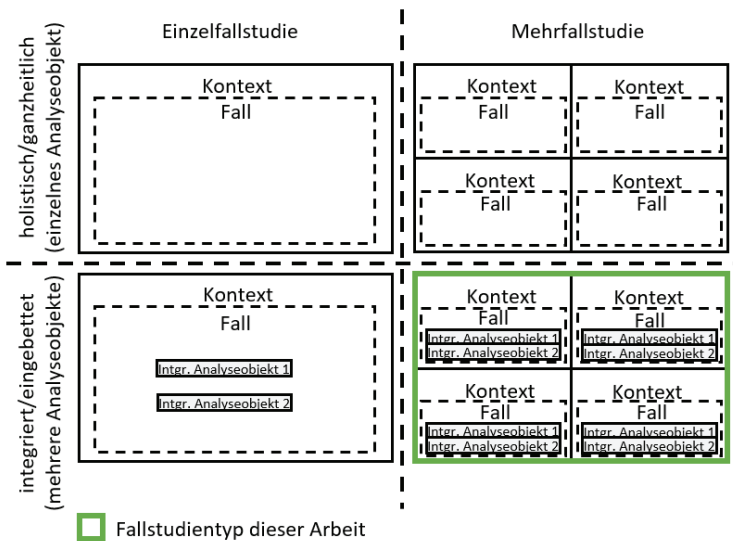 Einzelfallstudie
Mehrfallstudie
holistisch/ganzheitlich
(einzelnes Analyseobjekt)
Kontext
Fall
Kontext
Fall
Kontext
Fall
Kontext
Fall
Kontext
Fall
integriert/eingebettet
(mehrere Analyseobjekte)
Kontext
Fall
Intgr. Analyseobjekt 1
Intgr. Analyseobjekt 2
Kontext
Fall
Intgr. Analyseobjekt 1
Intgr. Analyseobjekt 2
Kontext
Fall
Intgr. Analyseobjekt 1
Intgr. Analyseobjekt 2
Kontext
Fall
Intgr. Analyseobjekt 1
Intgr. Analyseobjekt 2
Kontext
Fall
Intgr. Analyseobjekt 1
Intgr. Analyseobjekt 2
Fallstudientyp dieser Arbeit